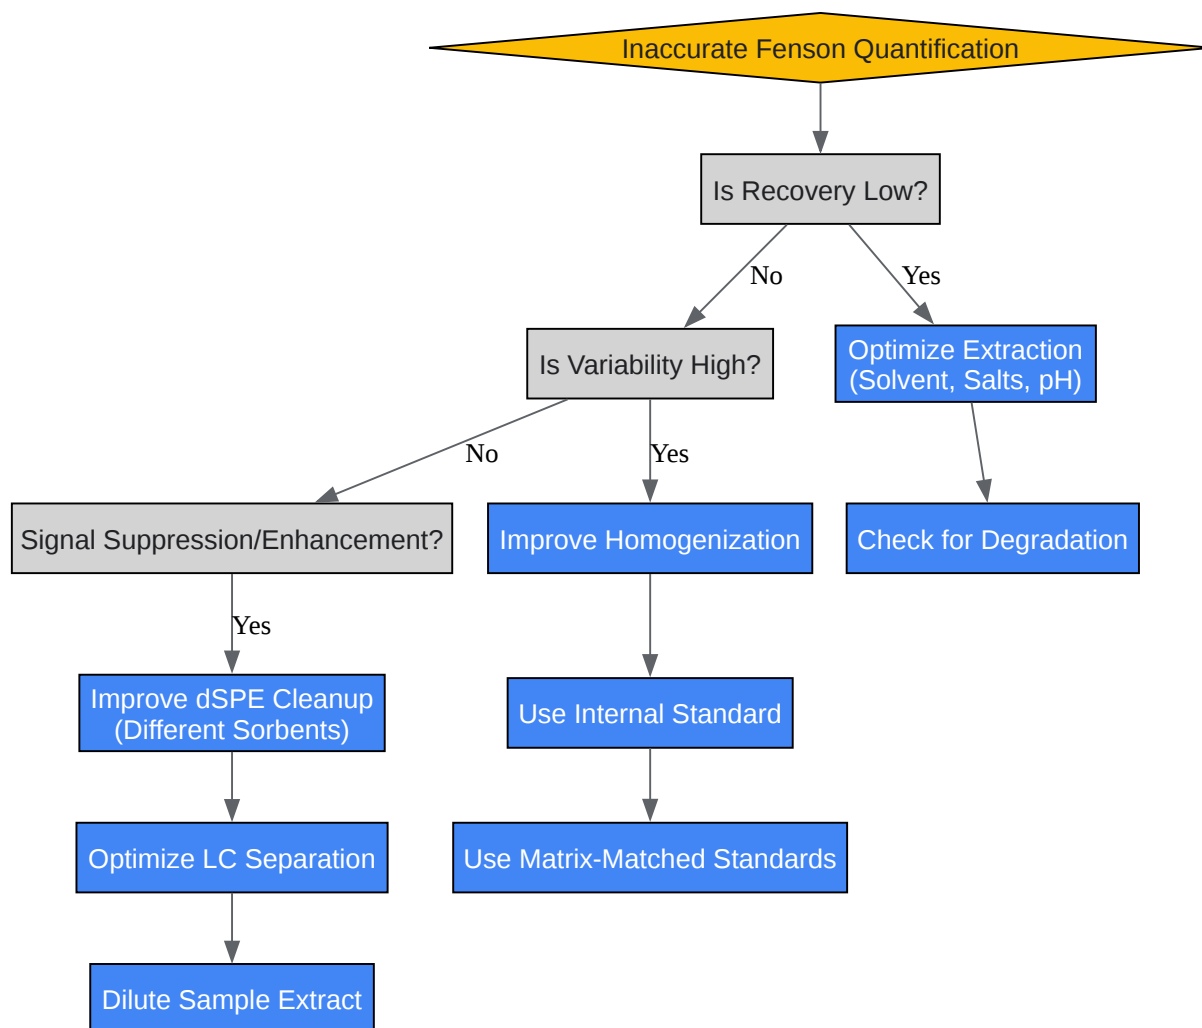 Inaccurate Fenson Quantification
Is Recovery Low?
No
Yes
Is Variability High?
Optimize Extraction
(Solvent, Salts, pH)
No
Yes
Signal Suppression/Enhancement?
Improve Homogenization
Check for Degradation
Yes
Improve dSPE Cleanup
(Different Sorbents)
Use Internal Standard
Optimize LC Separation
Use Matrix-Matched Standards
Dilute Sample Extract